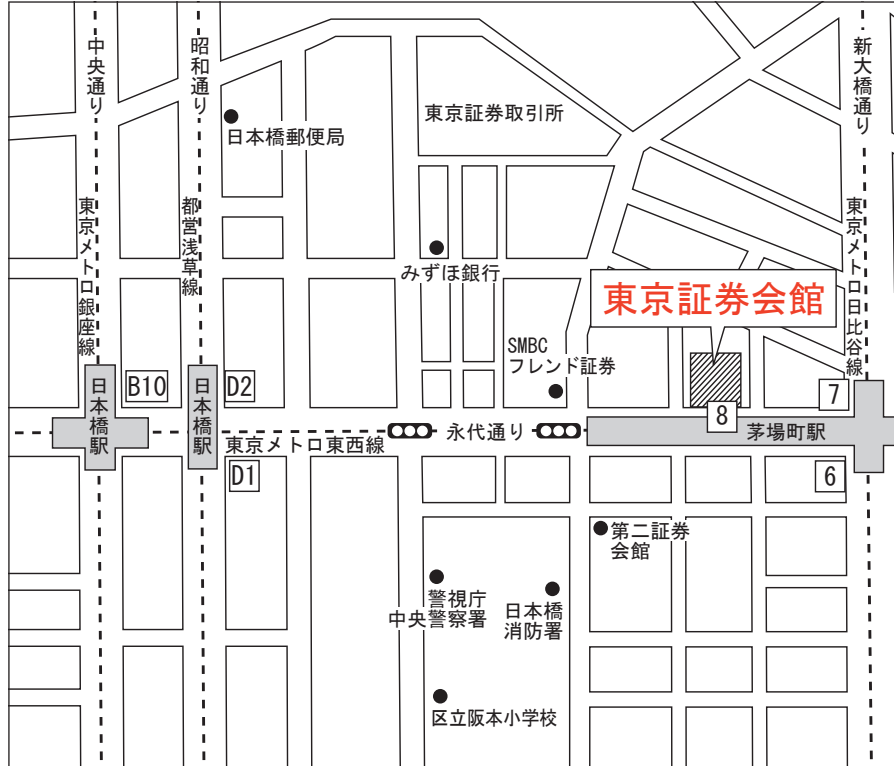 中央通り
昭和通り
新大橋通り
東京証券取引所
日本橋郵便局
東京メトロ銀座線
都営浅草線
東京メトロ日比谷線
みずほ銀行
東京証券会館
SMBC
フレンド証券
B10
D2
7
8
日本橋駅
日本橋駅
東京メトロ東西線
永代通り
茅場町駅
D1
6
第二証券
会館
警視庁
中央警察署
日本橋
消防署
区立阪本小学校